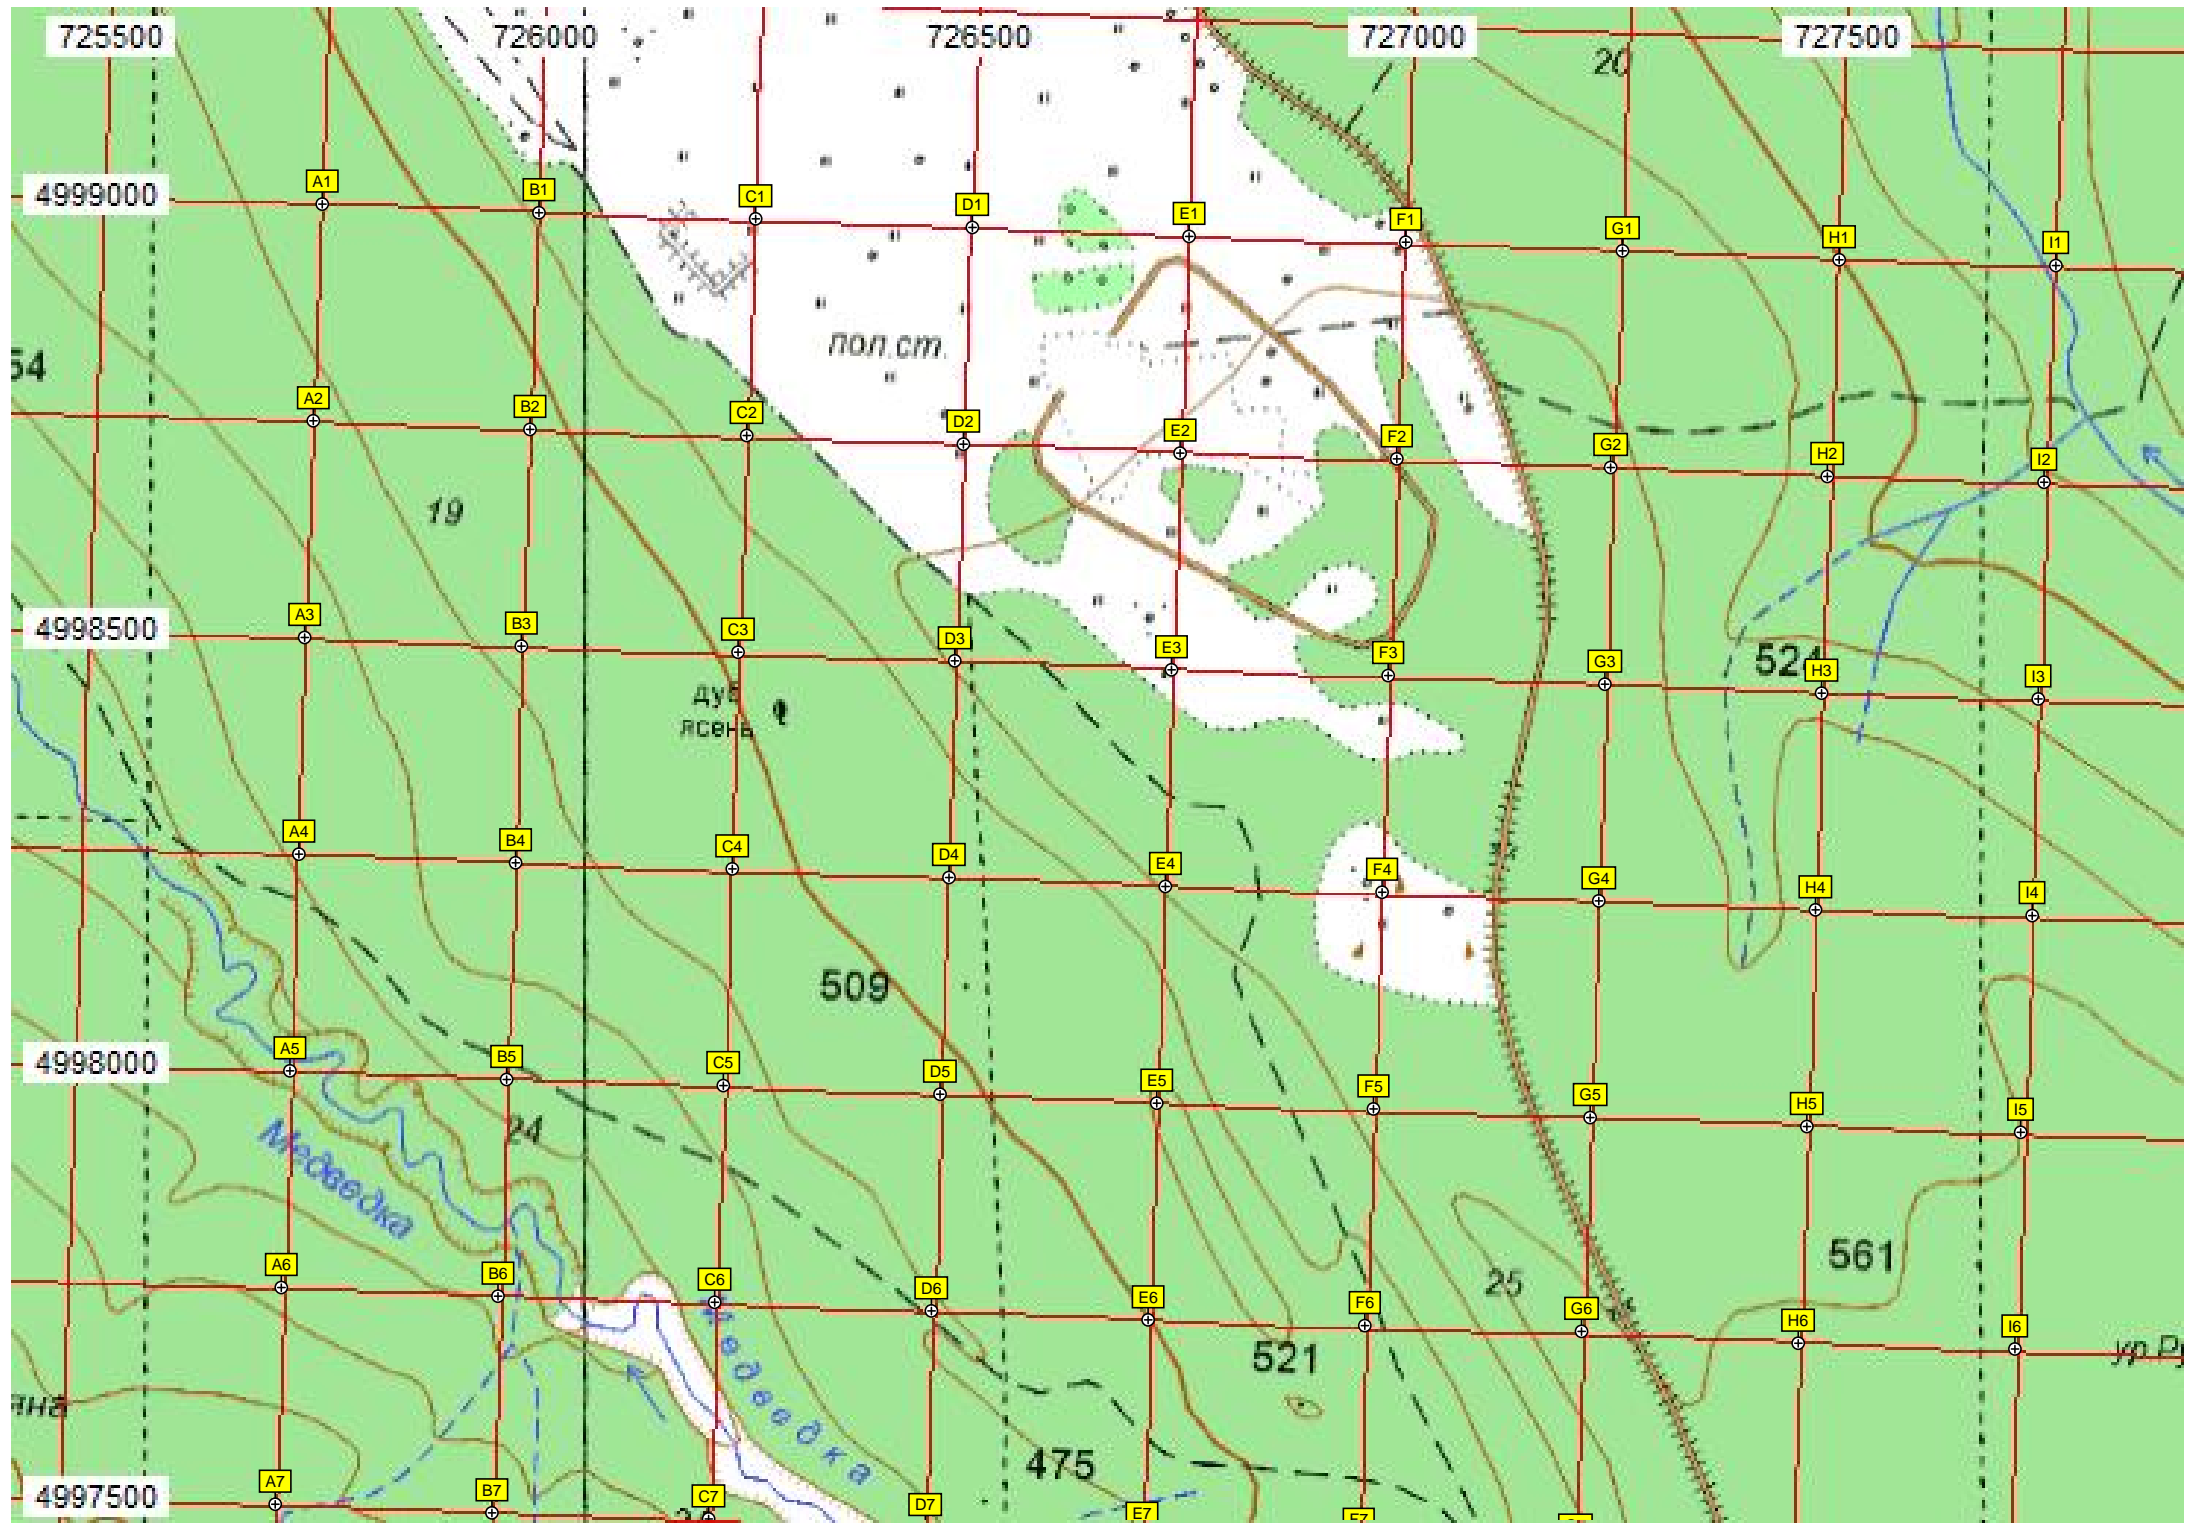 725500 726000 726500 727000 727500
20
4999000
A1 B1 C1 D1 E1 F1 G1 H1 I1
пол.ст.
54
A2 B2 C2 D2 E2 F2 G2 H2 I2
19
4998500
A3 B3 C3 D3 E3 F3 G3 H3 I3
524
дуб
ясень
A4 B4 C4 D4 E4 F4 G4 H4 I4
509
4998000
A5 B5 C5 D5 E5 F5 G5 H5 I5
24
Медведка
561
25
A6 B6 C6 D6 E6 F6 G6 H6 I6
521
ур.Ру
Медведка
яна
475
4997500
A7 B7 C7 D7 E7 F7